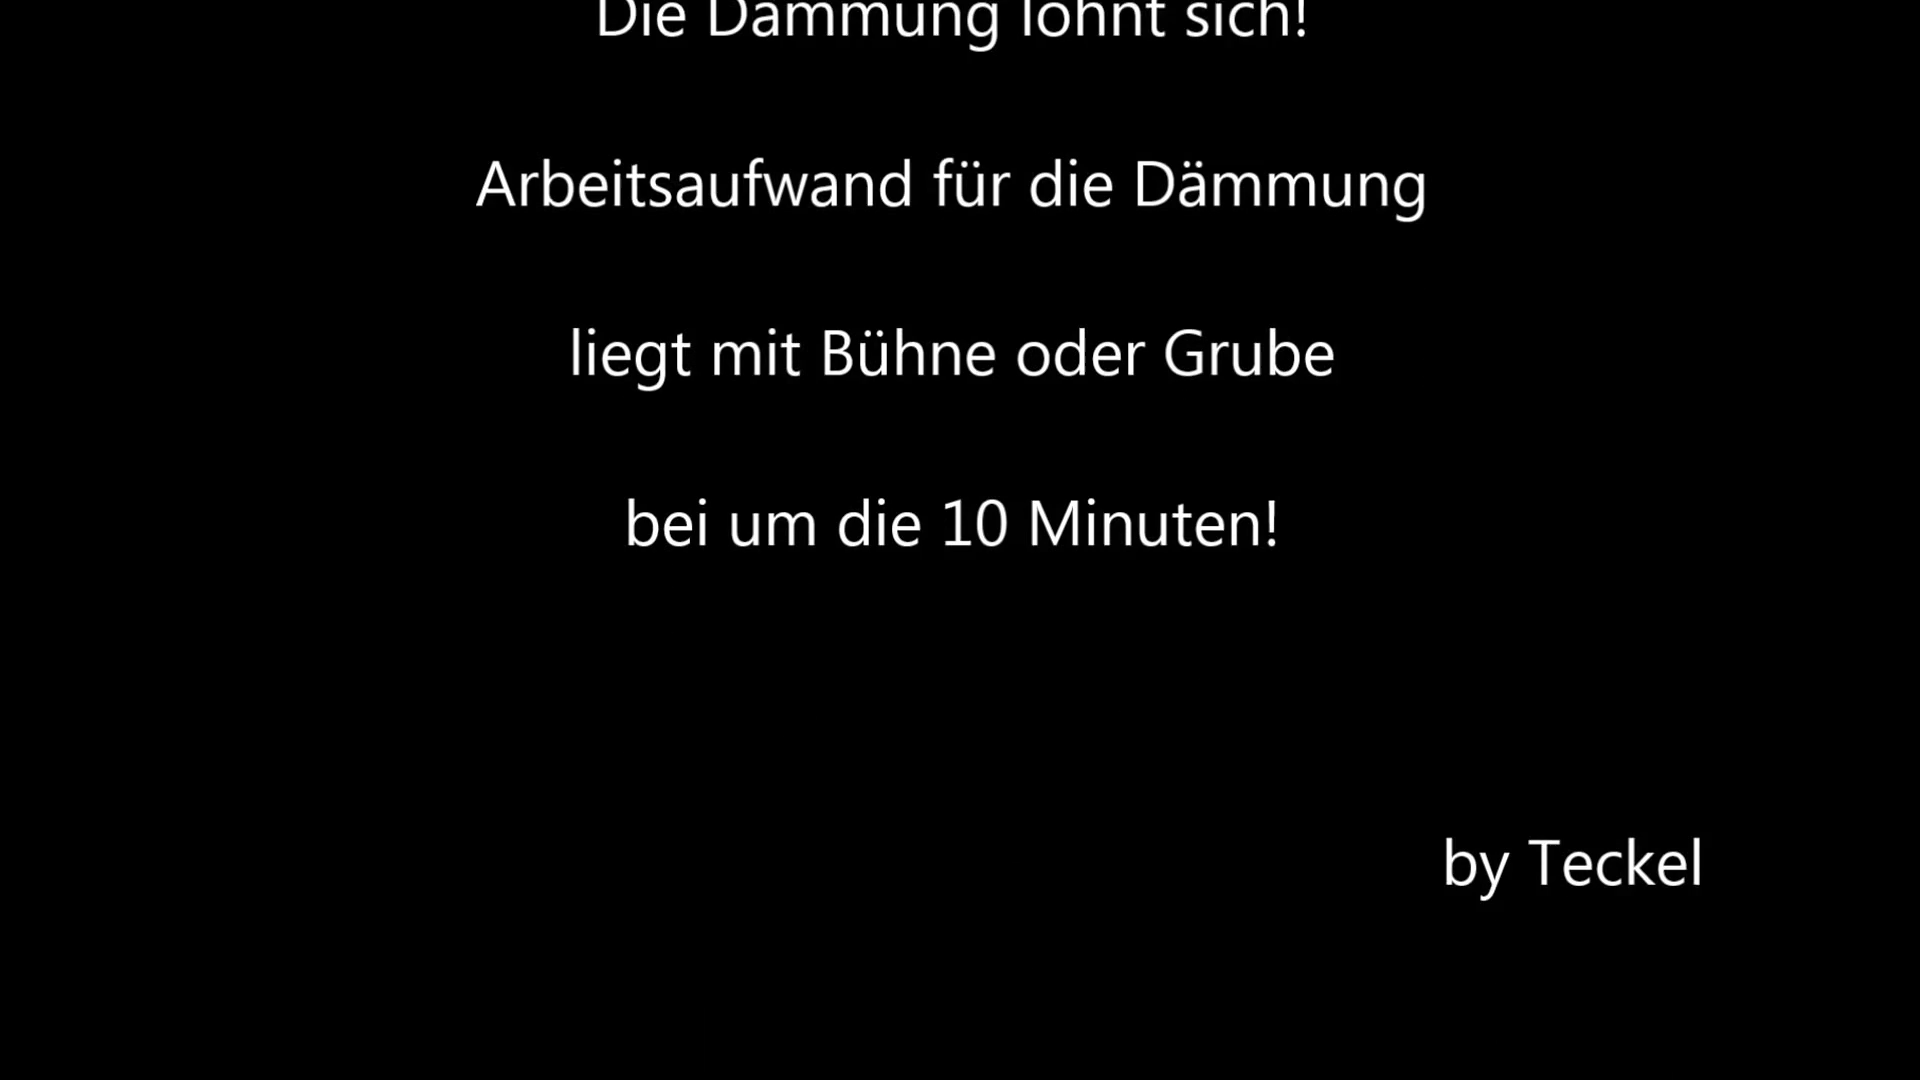 Die Dämmung lohnt sich!
Arbeitsaufwand für die Dämmung
liegt mit Bühne oder Grube
bei um die 10 Minuten!
by Teckel